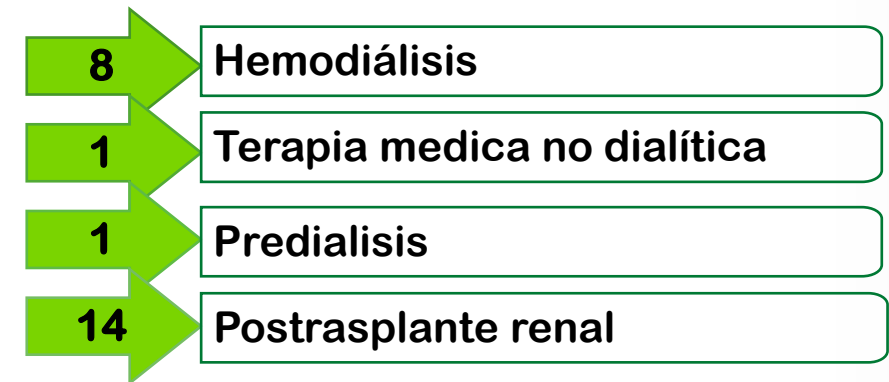 8 Hemodiálisis
1 Terapia medica no dialítica
1 Predialisis
14 Postrasplante renal